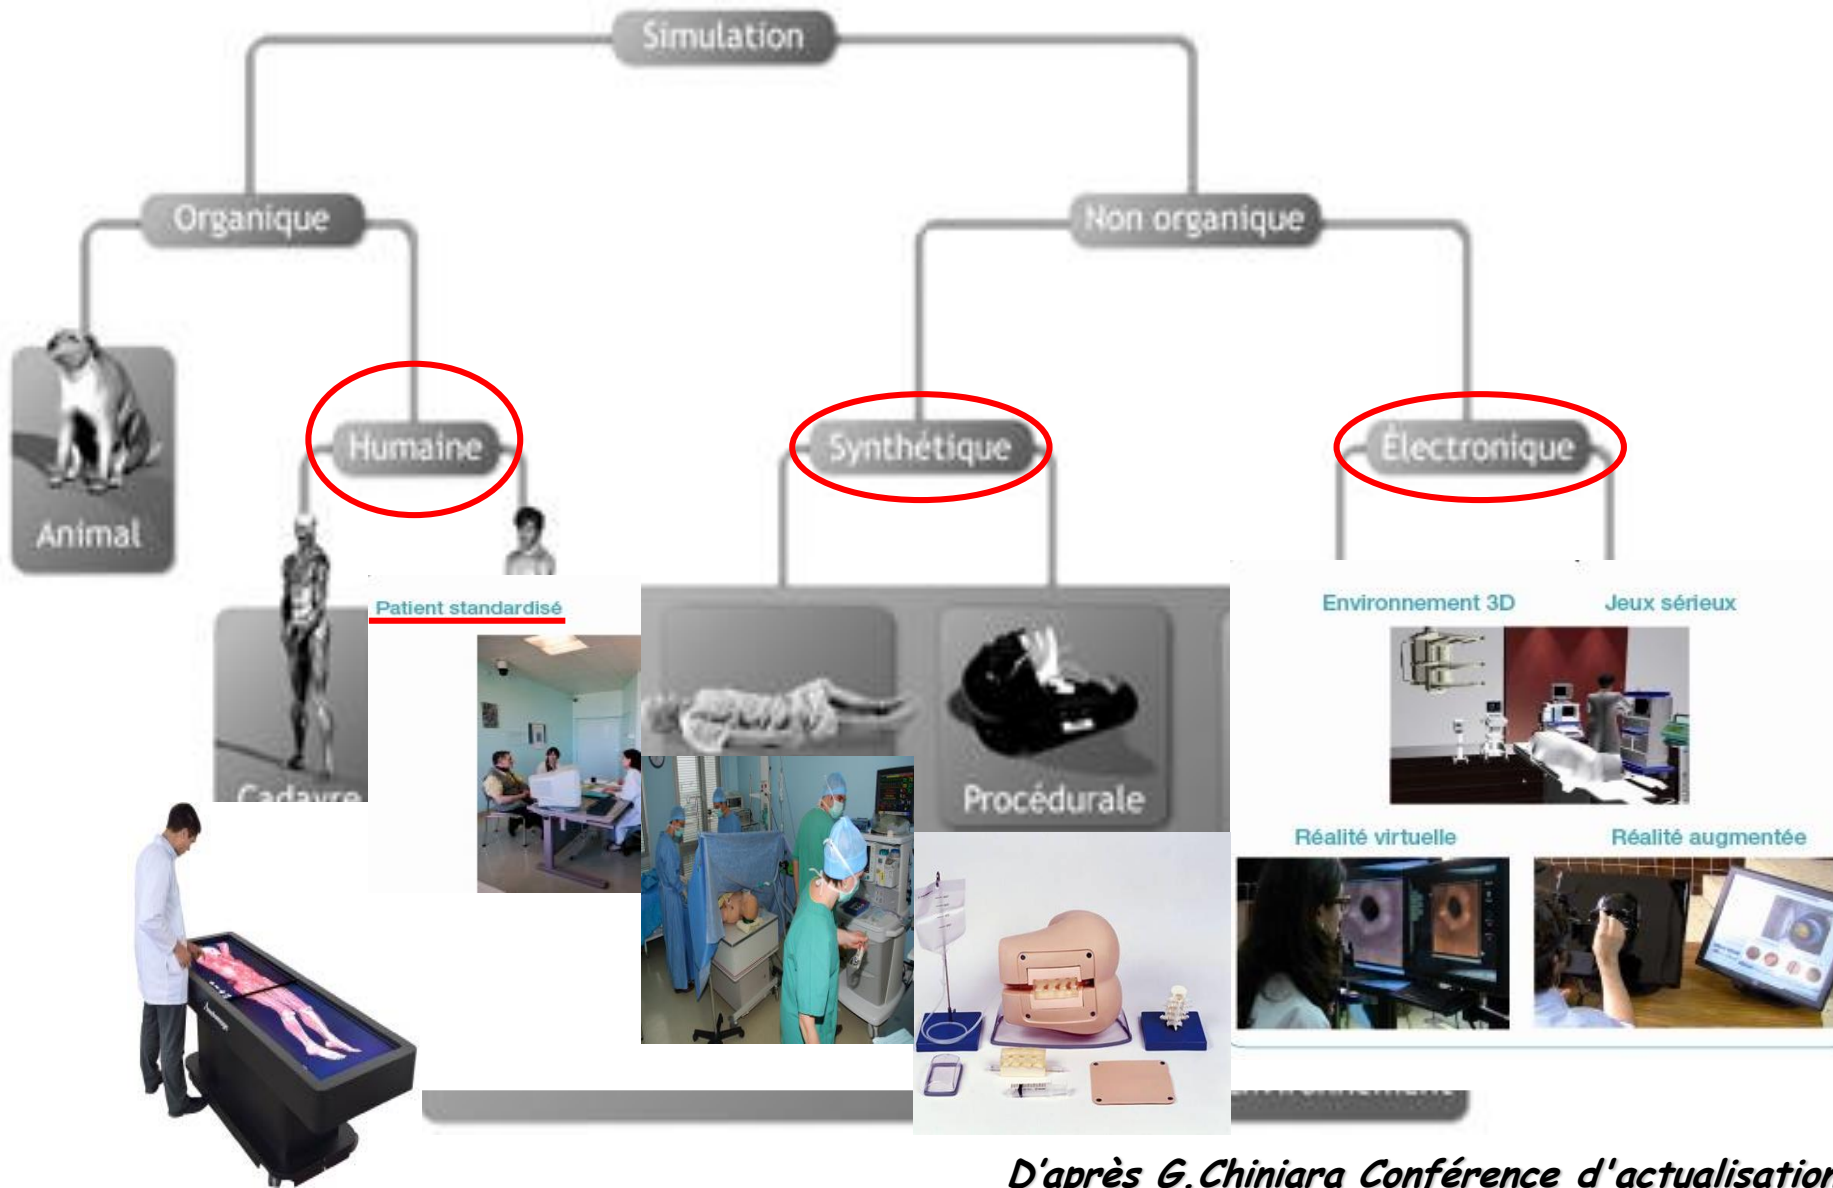 Simulation
Organique
Non organique
Humaine
Synthétique
Électronique
Animal
Patient standardisé
Environnement 3D
Jeux sérieux
Cadavre
Procédurale
Réalité virtuelle
Réalité augmentée
D'après G.Chiniara Conférence d'actualisation